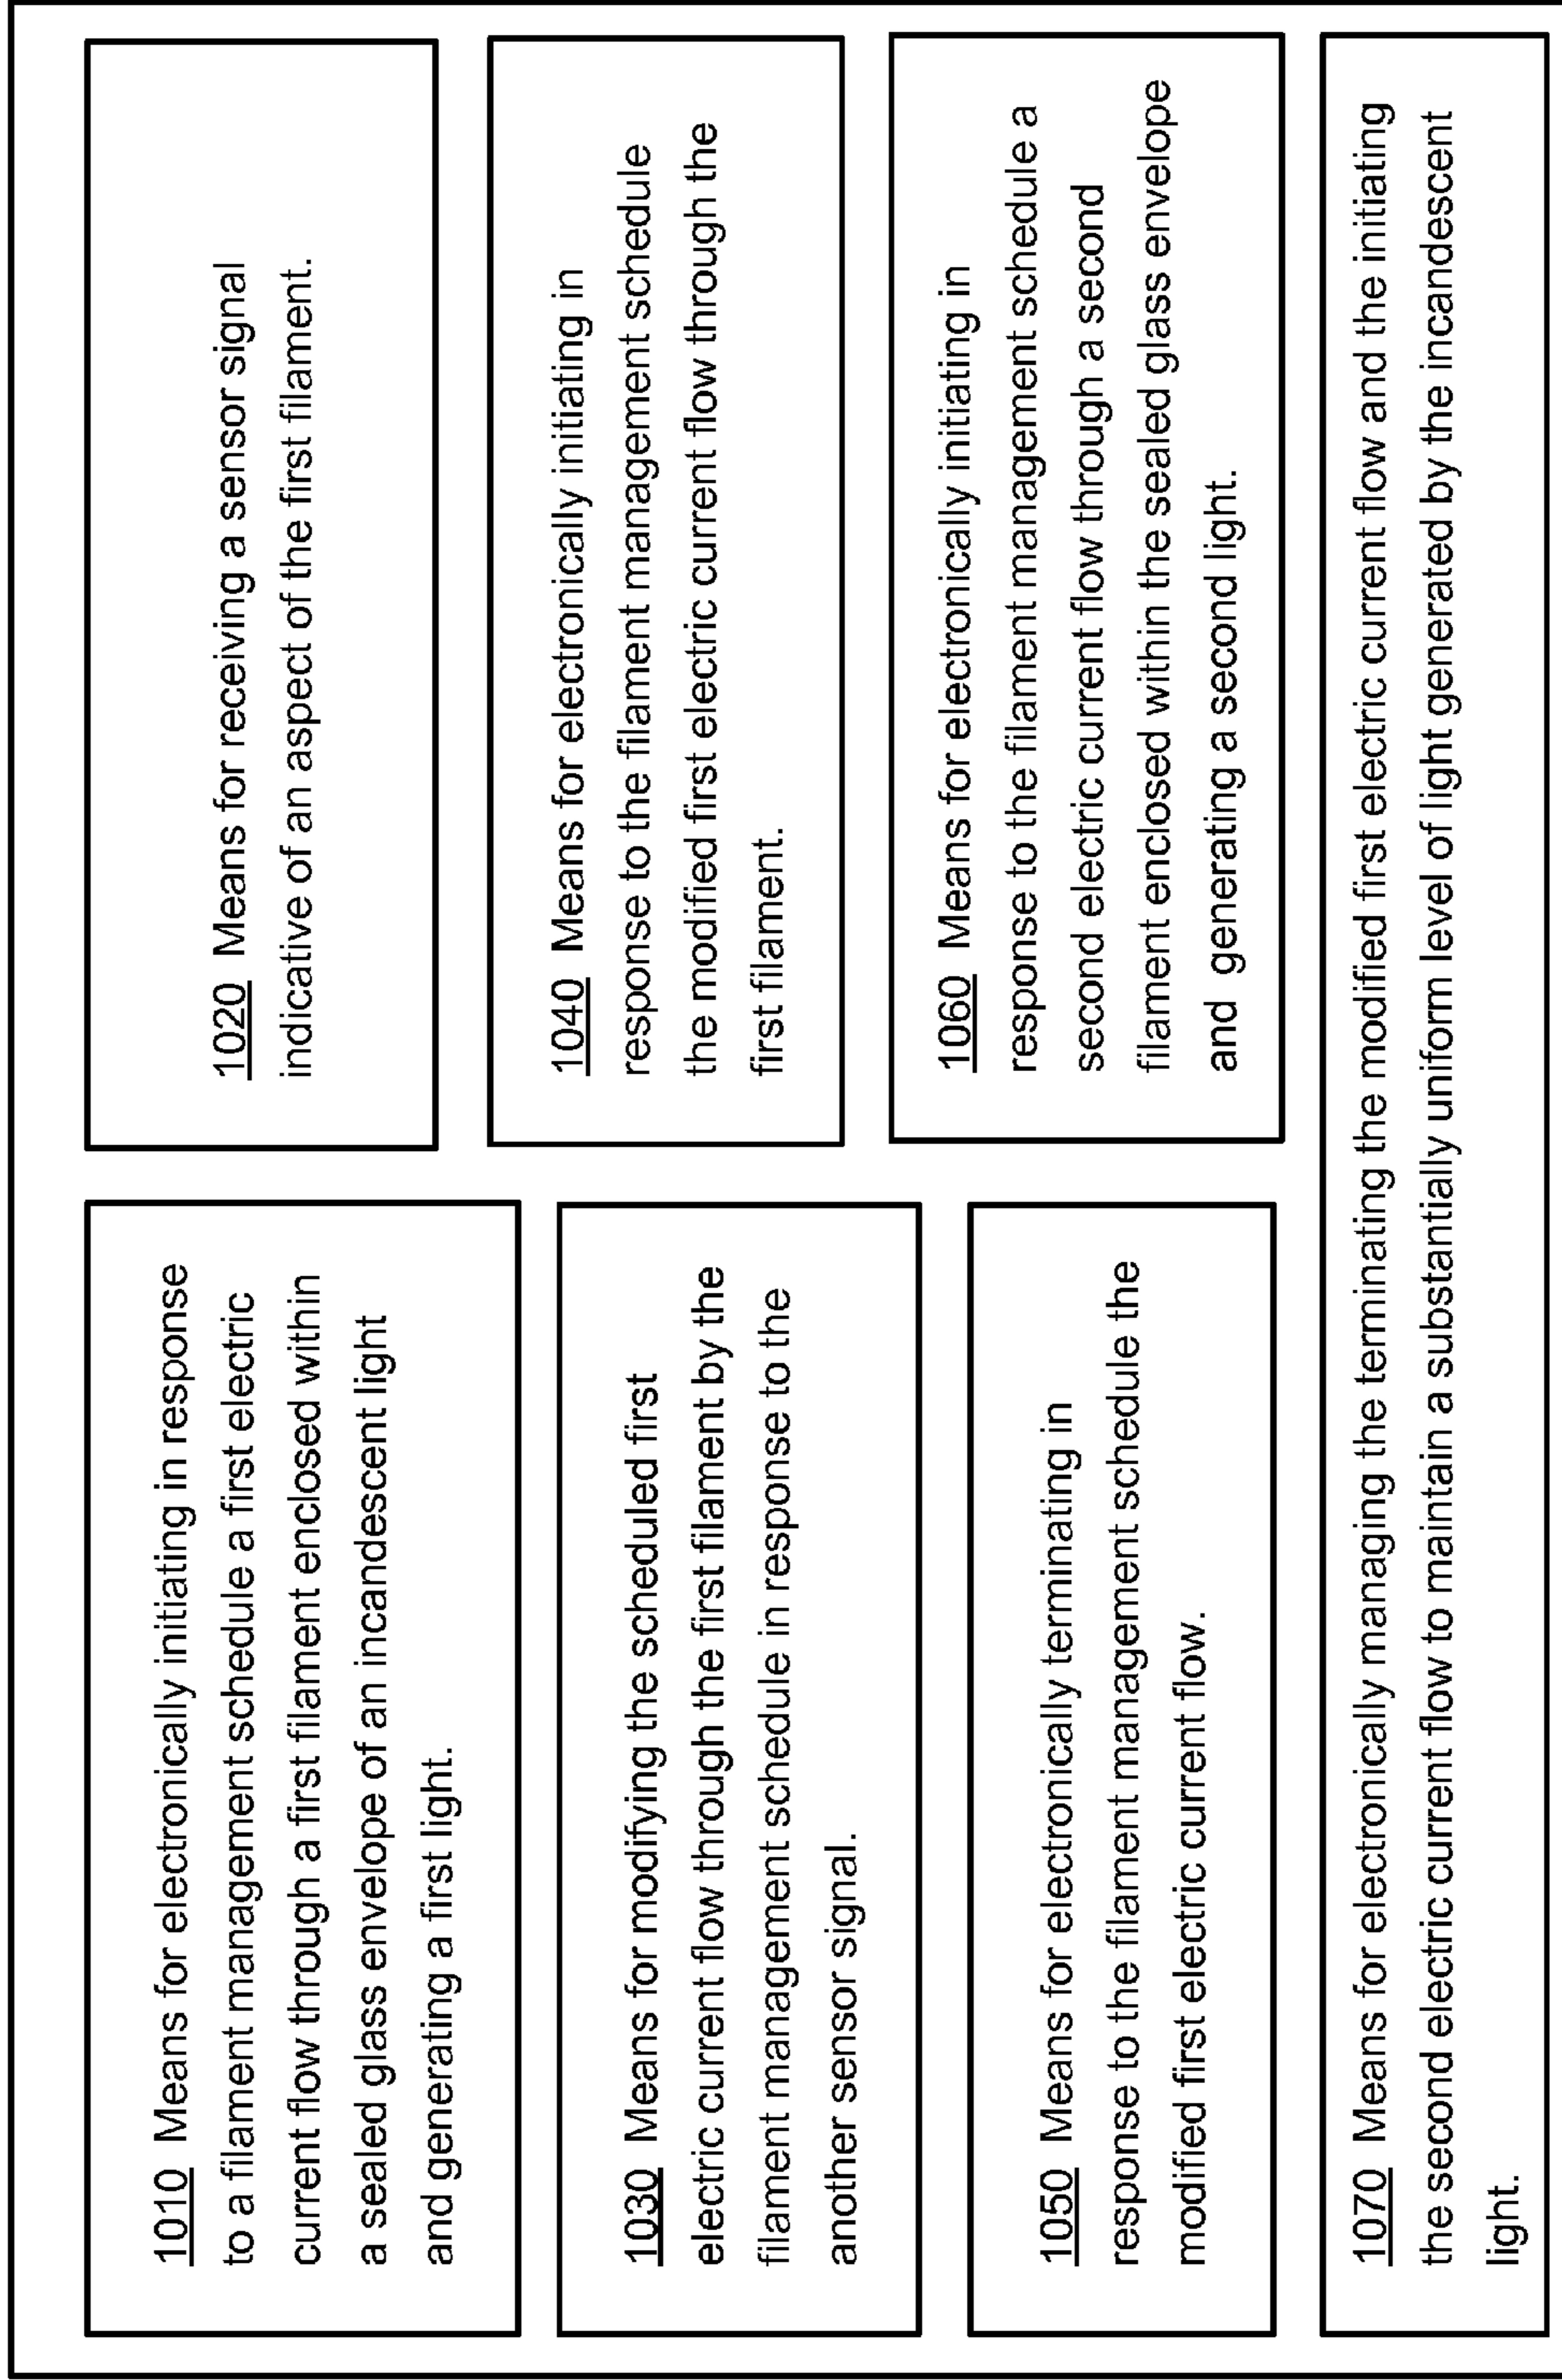 1010 Means for electronically initiating in response
to a filament management schedule a first electric
current flow through a first filament enclosed within
a sealed glass envelope of an incandescent light
and generating a first light.
1020 Means for receiving a sensor signal
indicative of an aspect of the first filament.
1030 Means for modifying the scheduled first
electric current flow through the first filament by the
filament management schedule in response to the
another sensor signal.
1040 Means for electronically initiating in
response to the filament management schedule
the modified first electric current flow through the
first filament.
1050 Means for electronically terminating in
response to the filament management schedule the
modified first electric current flow.
1060 Means for electronically initiating in
response to the filament management schedule a
second electric current flow through a second
filament enclosed within the sealed glass envelope
and generating a second light.
1070 Means for electronically managing the terminating the modified first electric current flow and the initiating
the second electric current flow to maintain a substantially uniform level of light generated by the incandescent
light.